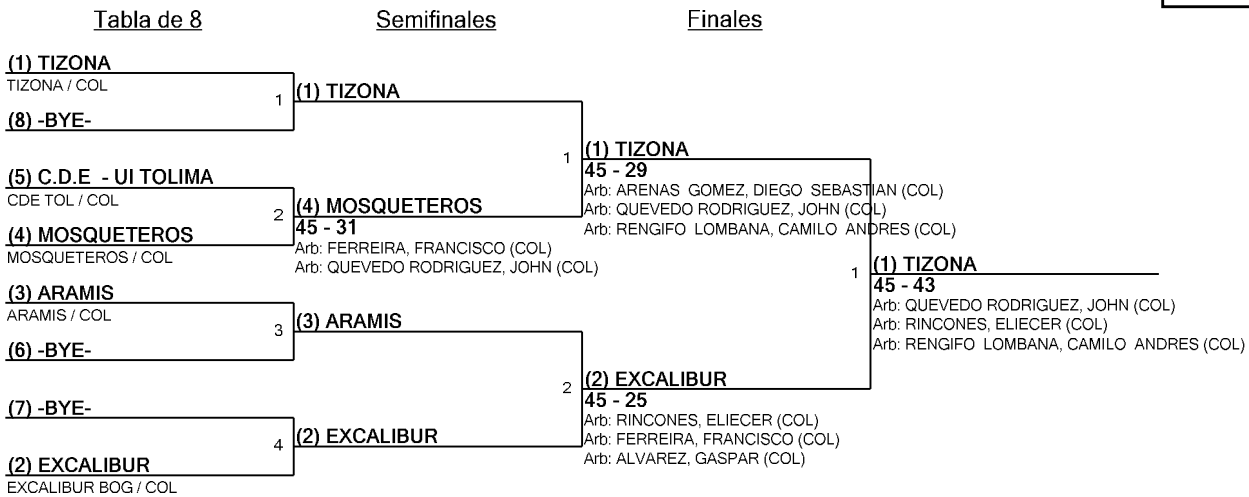 Tabla de 8
Semifinales
Finales
(1) TIZONA
TIZONA / COL
1
(1) TIZONA
(8) -BYE-
1
(1) TIZONA
45 - 29
Arb: ARENAS GOMEZ, DIEGO SEBASTIAN (COL)
Arb: QUEVEDO RODRIGUEZ, JOHN (COL)
Arb: RENGIFO LOMBANA, CAMILO ANDRES (COL)
(5) C.D.E - UI TOLIMA
CDE TOL / COL
2
(4) MOSQUETEROS
45 - 31
Arb: FERREIRA, FRANCISCO (COL)
Arb: QUEVEDO RODRIGUEZ, JOHN (COL)
(4) MOSQUETEROS
MOSQUETEROS / COL
1
(1) TIZONA
45 - 43
Arb: QUEVEDO RODRIGUEZ, JOHN (COL)
Arb: RINCONES, ELIECER (COL)
Arb: RENGIFO LOMBANA, CAMILO ANDRES (COL)
(3) ARAMIS
ARAMIS / COL
3
(3) ARAMIS
(6) -BYE-
2
(2) EXCALIBUR
45 - 25
Arb: RINCONES, ELIECER (COL)
Arb: FERREIRA, FRANCISCO (COL)
Arb: ALVAREZ, GASPAR (COL)
(7) -BYE-
4
(2) EXCALIBUR
(2) EXCALIBUR
EXCALIBUR BOG / COL